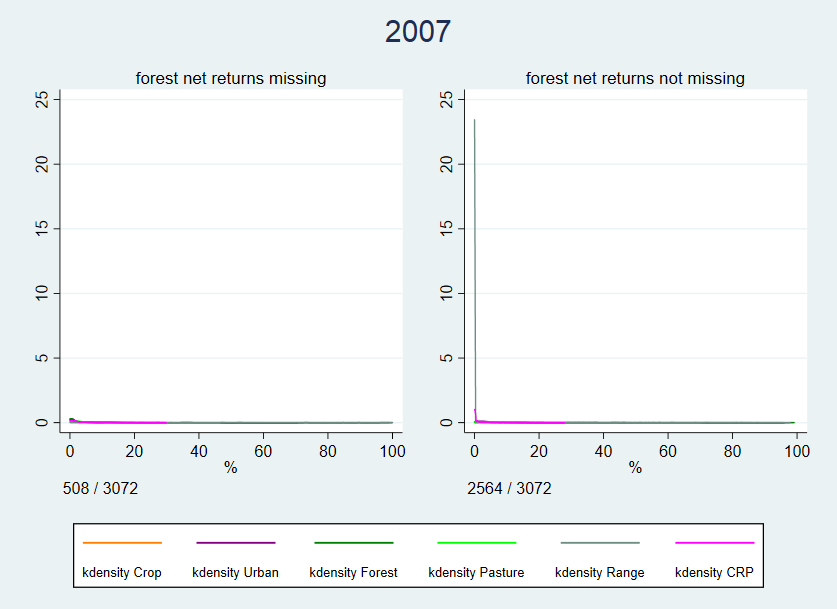 2007
forest net returns missing
forest net returns not missing
25
20
15
10
5
0
0 20 40 60 80 100
%
508 / 3072
25
20
15
10
5
0
0 20 40 60 80 100
%
2564 / 3072
kdensity Crop
kdensity Urban
kdensity Forest
kdensity Pasture
kdensity Range
kdensity CRP